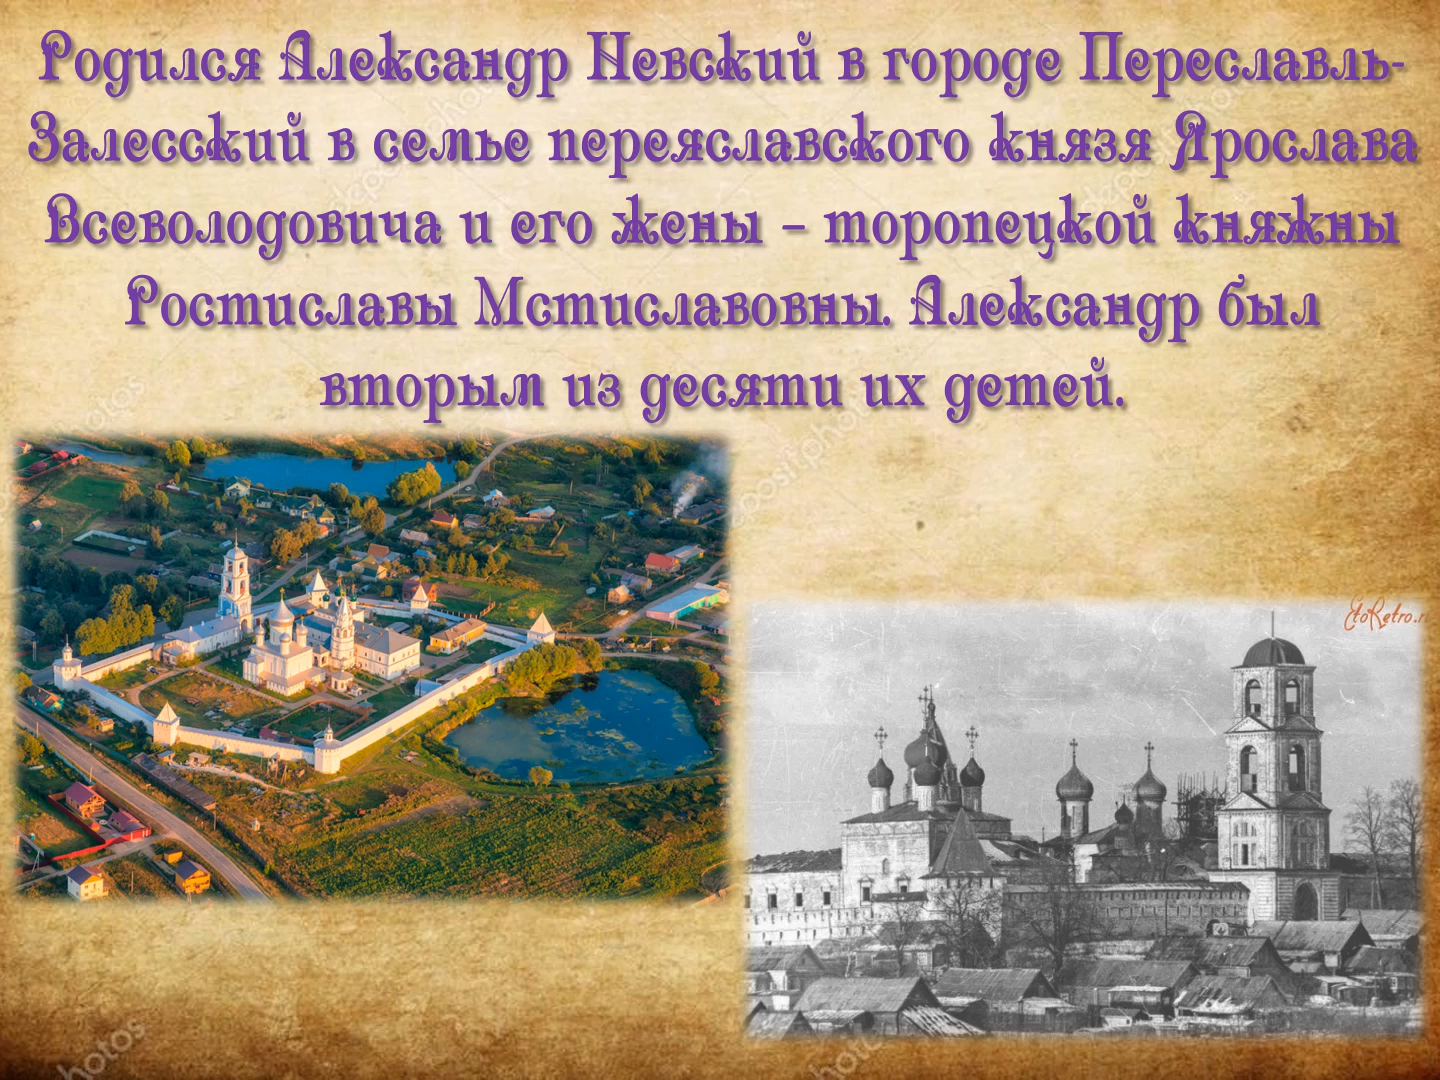 Родился Александр Невский в городе Переславль-
Залесский в семье переяславского князя Ярослава
Всеволодовича и его жены – торопецкой княжны
Ростиславы Мстиславовны. Александр был
вторым из десяти их детей.
EtoRetro.r